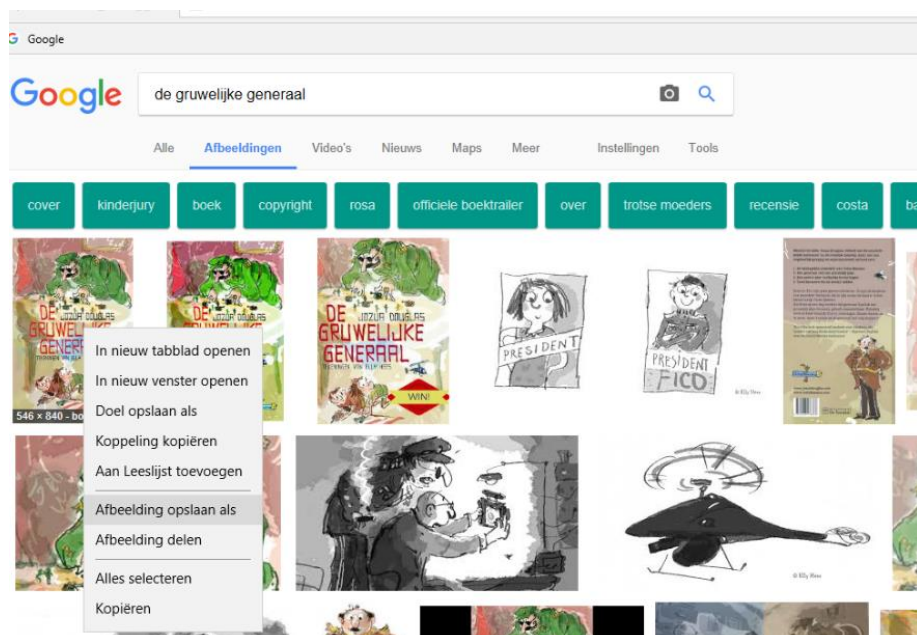 Google
Google
de gruwelijke generaal
Alle Afbeeldingen Video's Nieuws Maps Meer Instellingen Tools
cover kinderjury boek copyright rosa officiele boektrailer over trotse moeders recensie costa ba
JOZUA DOUGLAS
DE
GRUWELIJKE
GENERAAL
WIN!
PRESIDENT
PRESIDENT
FICO
546 × 840 - bo
In nieuw tabblad openen
In nieuw venster openen
Doel opslaan als
Koppeling kopiëren
Aan Leeslijst toevoegen
Afbeelding opslaan als
Afbeelding delen
Alles selecteren
Kopiëren